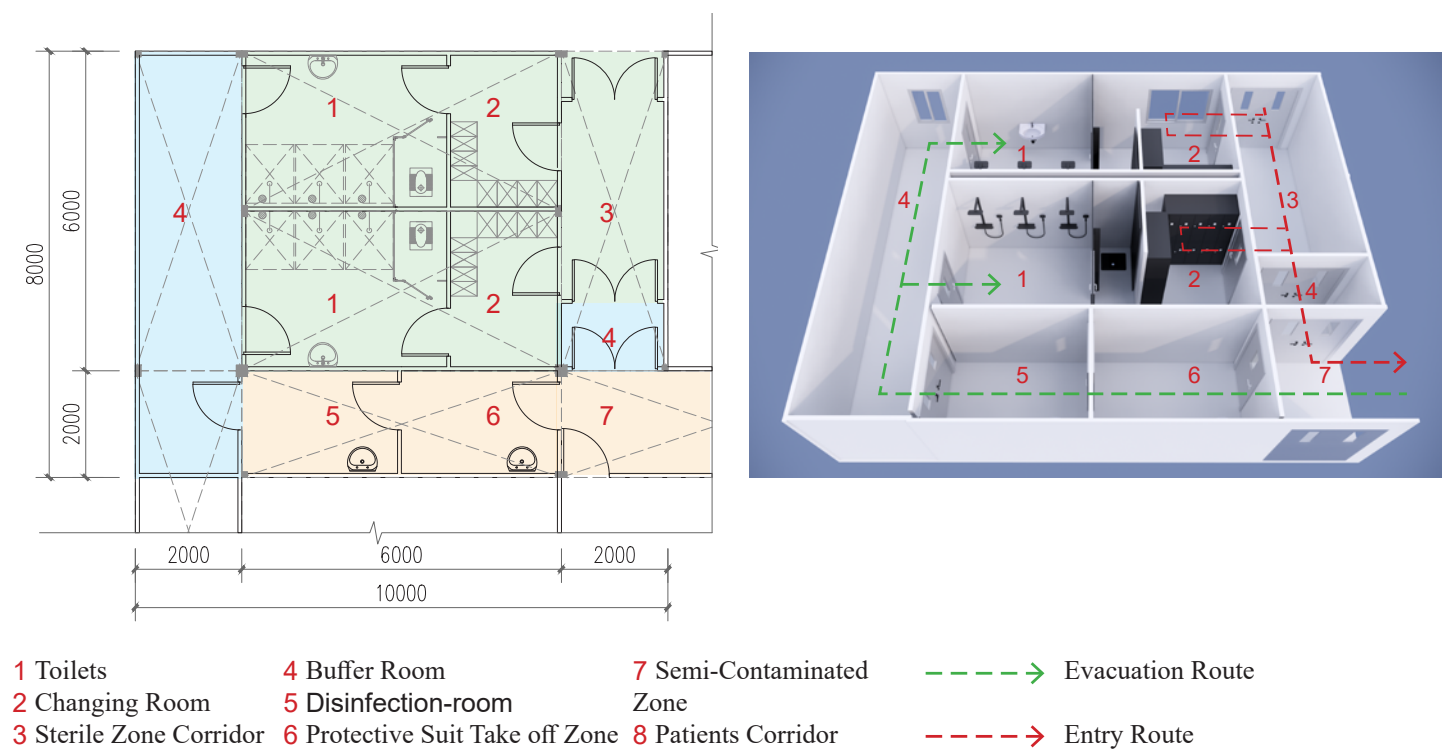 1
2
1
2
4
3
6000
8000
1
2
4
2000
5
6
7
2000
6000
2000
10000
1
2
4
3
1
2
4
5
6
7
1 Toilets
2 Changing Room
3 Sterile Zone Corridor
4 Buffer Room
5 Disinfection-room
6 Protective Suit Take off Zone
7 Semi-Contaminated
Zone
8 Patients Corridor
Evacuation Route
Entry Route